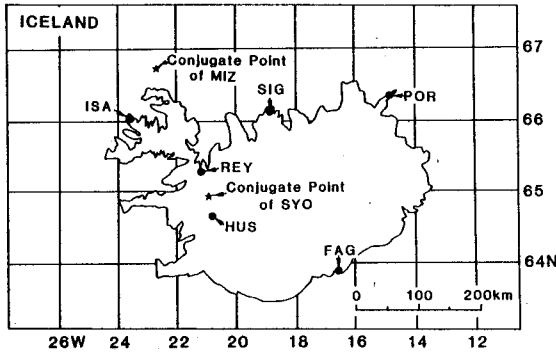 ICELAND
Conjugate Point
of MIZ
67
SIG
POR
ISA
66
REY
Conjugate Point
of SYO
65
HUS
FAG
64N
0 100 200km
26W 24 22 20 18 16 14 12